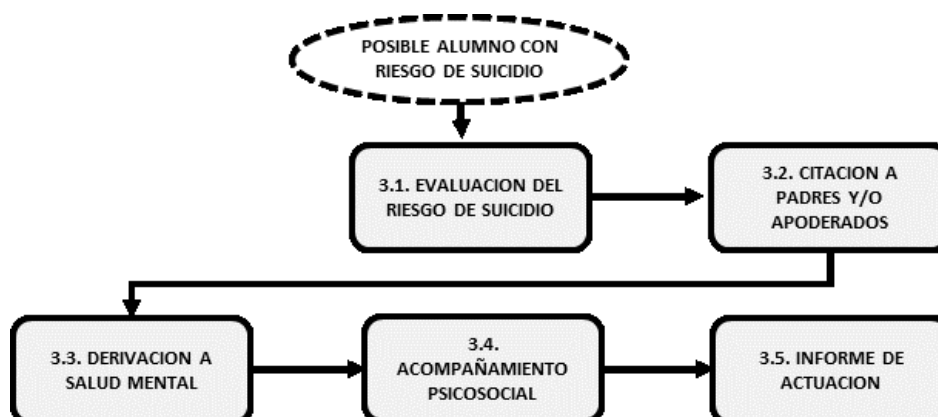 POSIBLE ALUMNO CON
RIESGO DE SUICIDIO
3.1. EVALUACION DEL
RIESGO DE SUICIDIO
3.2. CITACION A
PADRES Y/O
APODERADOS
3.3. DERIVACION A
SALUD MENTAL
3.4.
ACOMPAÑAMIENTO
PSICOSOCIAL
3.5. INFORME DE
ACTUACION